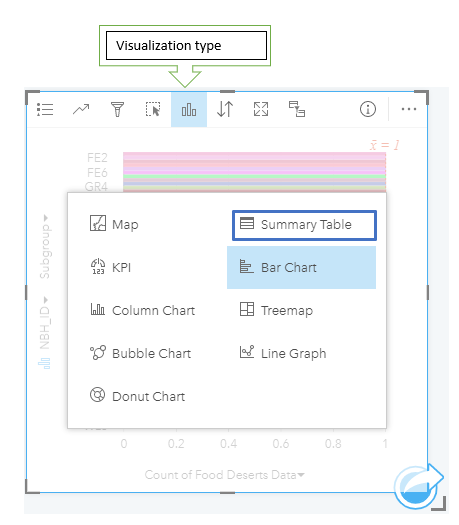 Visualization type
x̄ = 1
FE2
FE6
GR4
Map
Summary Table
123
KPI
Bar Chart
Column Chart
Treemap
Bubble Chart
Line Graph
Donut Chart
Subgroup
NBH_ID
0 0.2 0.4 0.6 0.8 1
Count of Food Deserts Data